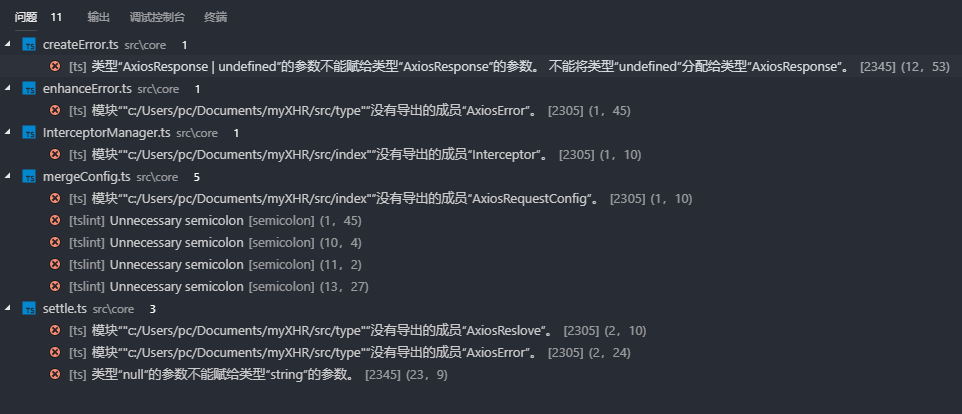 问题 11 输出 调试控制台 终端
createError.ts src\core 1
[ts] 类型“AxiosResponse | undefined”的参数不能赋给类型“AxiosResponse”的参数。 不能将类型“undefined”分配给类型“AxiosResponse”。 [2345] (12, 53)
enhanceError.ts src\core 1
[ts] 模块“"c:/Users/pc/Documents/myXHR/src/type"”没有导出的成员“AxiosError”。 [2305] (1, 45)
InterceptorManager.ts src\core 1
[ts] 模块“"c:/Users/pc/Documents/myXHR/src/index"”没有导出的成员“Interceptor”。 [2305] (1, 10)
mergeConfig.ts src\core 5
[ts] 模块“"c:/Users/pc/Documents/myXHR/src/index"”没有导出的成员“AxiosRequestConfig”。 [2305] (1, 10)
[tslint] Unnecessary semicolon [semicolon] (1, 45)
[tslint] Unnecessary semicolon [semicolon] (10, 4)
[tslint] Unnecessary semicolon [semicolon] (11, 2)
[tslint] Unnecessary semicolon [semicolon] (13, 27)
settle.ts src\core 3
[ts] 模块“"c:/Users/pc/Documents/myXHR/src/type"”没有导出的成员“AxiosReslove”。 [2305] (2, 10)
[ts] 模块“"c:/Users/pc/Documents/myXHR/src/type"”没有导出的成员“AxiosError”。 [2305] (2, 24)
[ts] 类型“null”的参数不能赋给类型“string”的参数。 [2345] (23, 9)